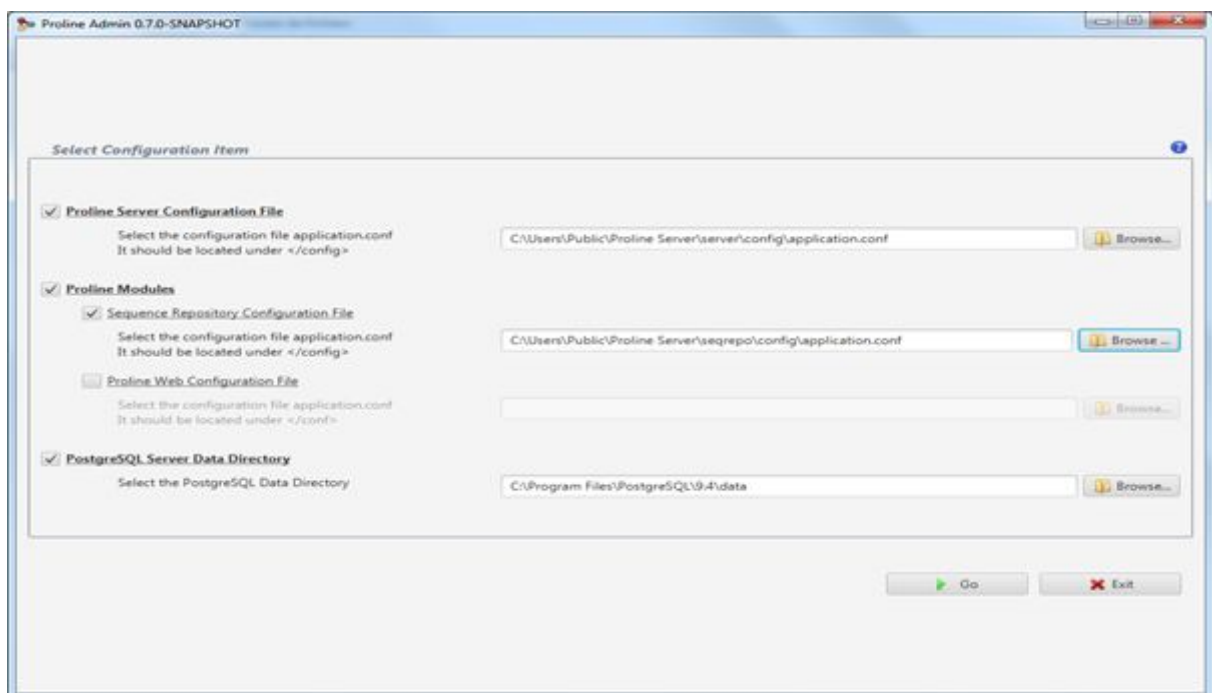 Proline Admin 0.7.0-SNAPSHOT
Select Configuration Item
Proline Server Configuration File
Select the configuration file application.conf
It should be located under </config>
C:\Users\Public\Proline Server\server\config\application.conf
Browse...
Proline Modules
Sequence Repository Configuration File
Select the configuration file application.conf
It should be located under </config>
C:\Users\Public\Proline Server\seqrepo\config\application.conf
Browse ...
Proline Web Configuration File
Select the configuration file application.conf
It should be located under </conf>
Browse...
PostgreSQL Server Data Directory
Select the PostgreSQL Data Directory
C:\Program Files\PostgreSQL\9.4\data
Browse...
Go
Exit